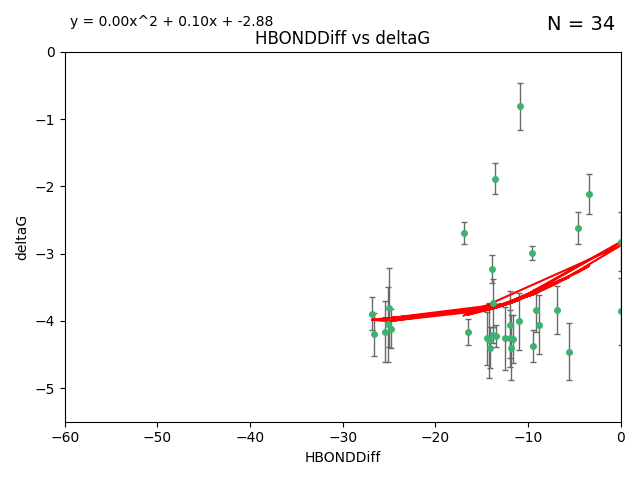 y = 0.00x^2 + 0.10x + -2.88
N = 34
HBONDDiff vs deltaG
0
−1
−2
−3
−4
−5
deltaG
−60 −50 −40 −30 −20 −10 0
HBONDDiff